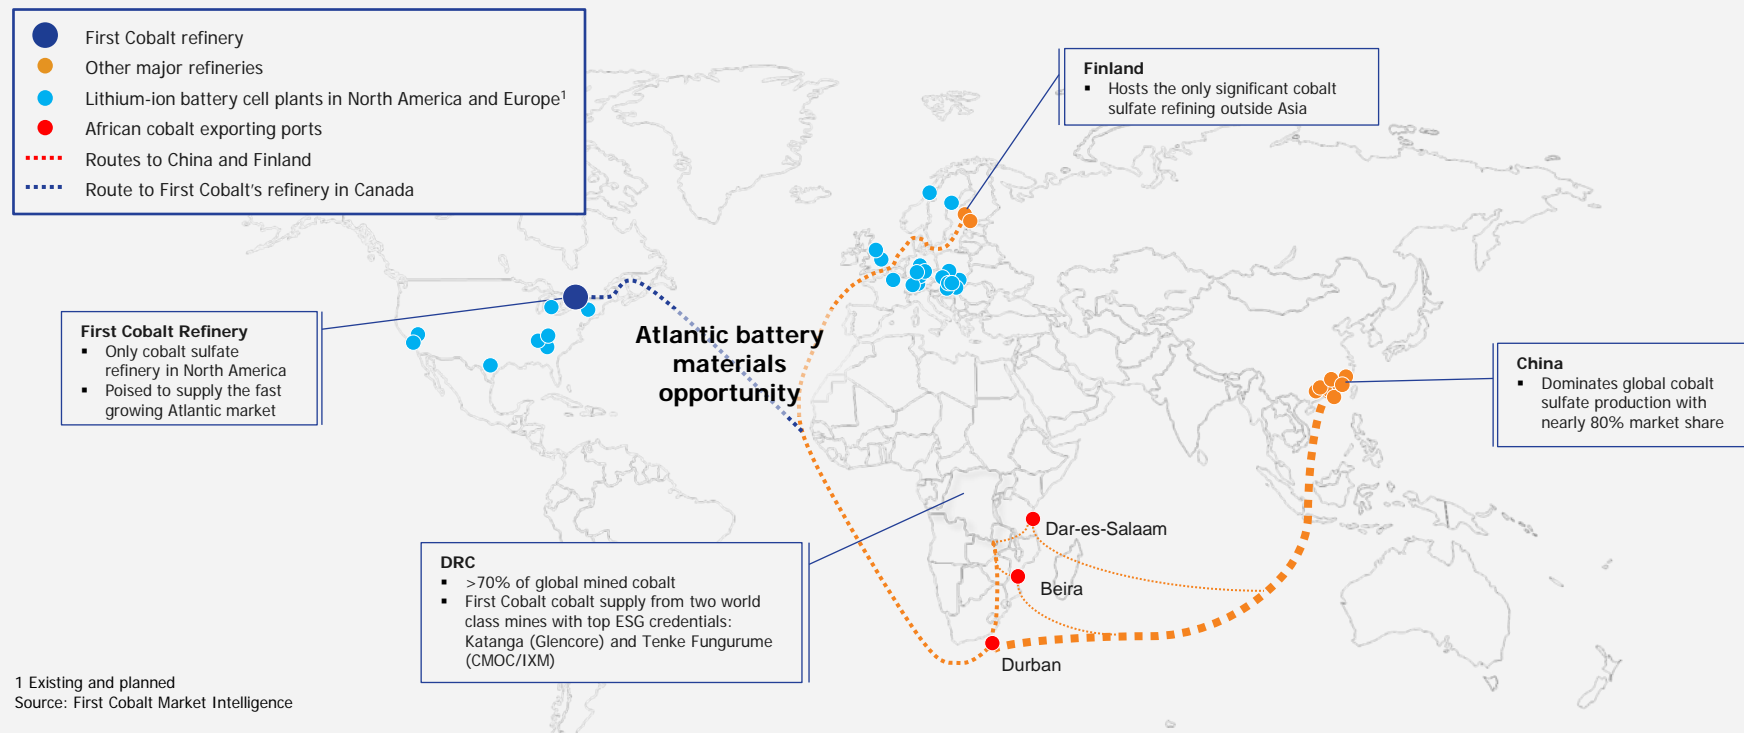 First Cobalt refinery
Other major refineries
Lithium-ion battery cell plants in North America and Europe1
African cobalt exporting ports
Routes to China and Finland
Route to First Cobalt's refinery in Canada
Finland
▪ Hosts the only significant cobalt
sulfate refining outside Asia
First Cobalt Refinery
▪ Only cobalt sulfate
refinery in North America
▪ Poised to supply the fast
growing Atlantic market
Atlantic battery
materials
opportunity
China
▪ Dominates global cobalt
sulfate production with
nearly 80% market share
DRC
▪ >70% of global mined cobalt
▪ First Cobalt cobalt supply from two world
class mines with top ESG credentials:
Katanga (Glencore) and Tenke Fungurume
(CMOC/IXM)
Dar-es-Salaam
Beira
Durban
1 Existing and planned
Source: First Cobalt Market Intelligence